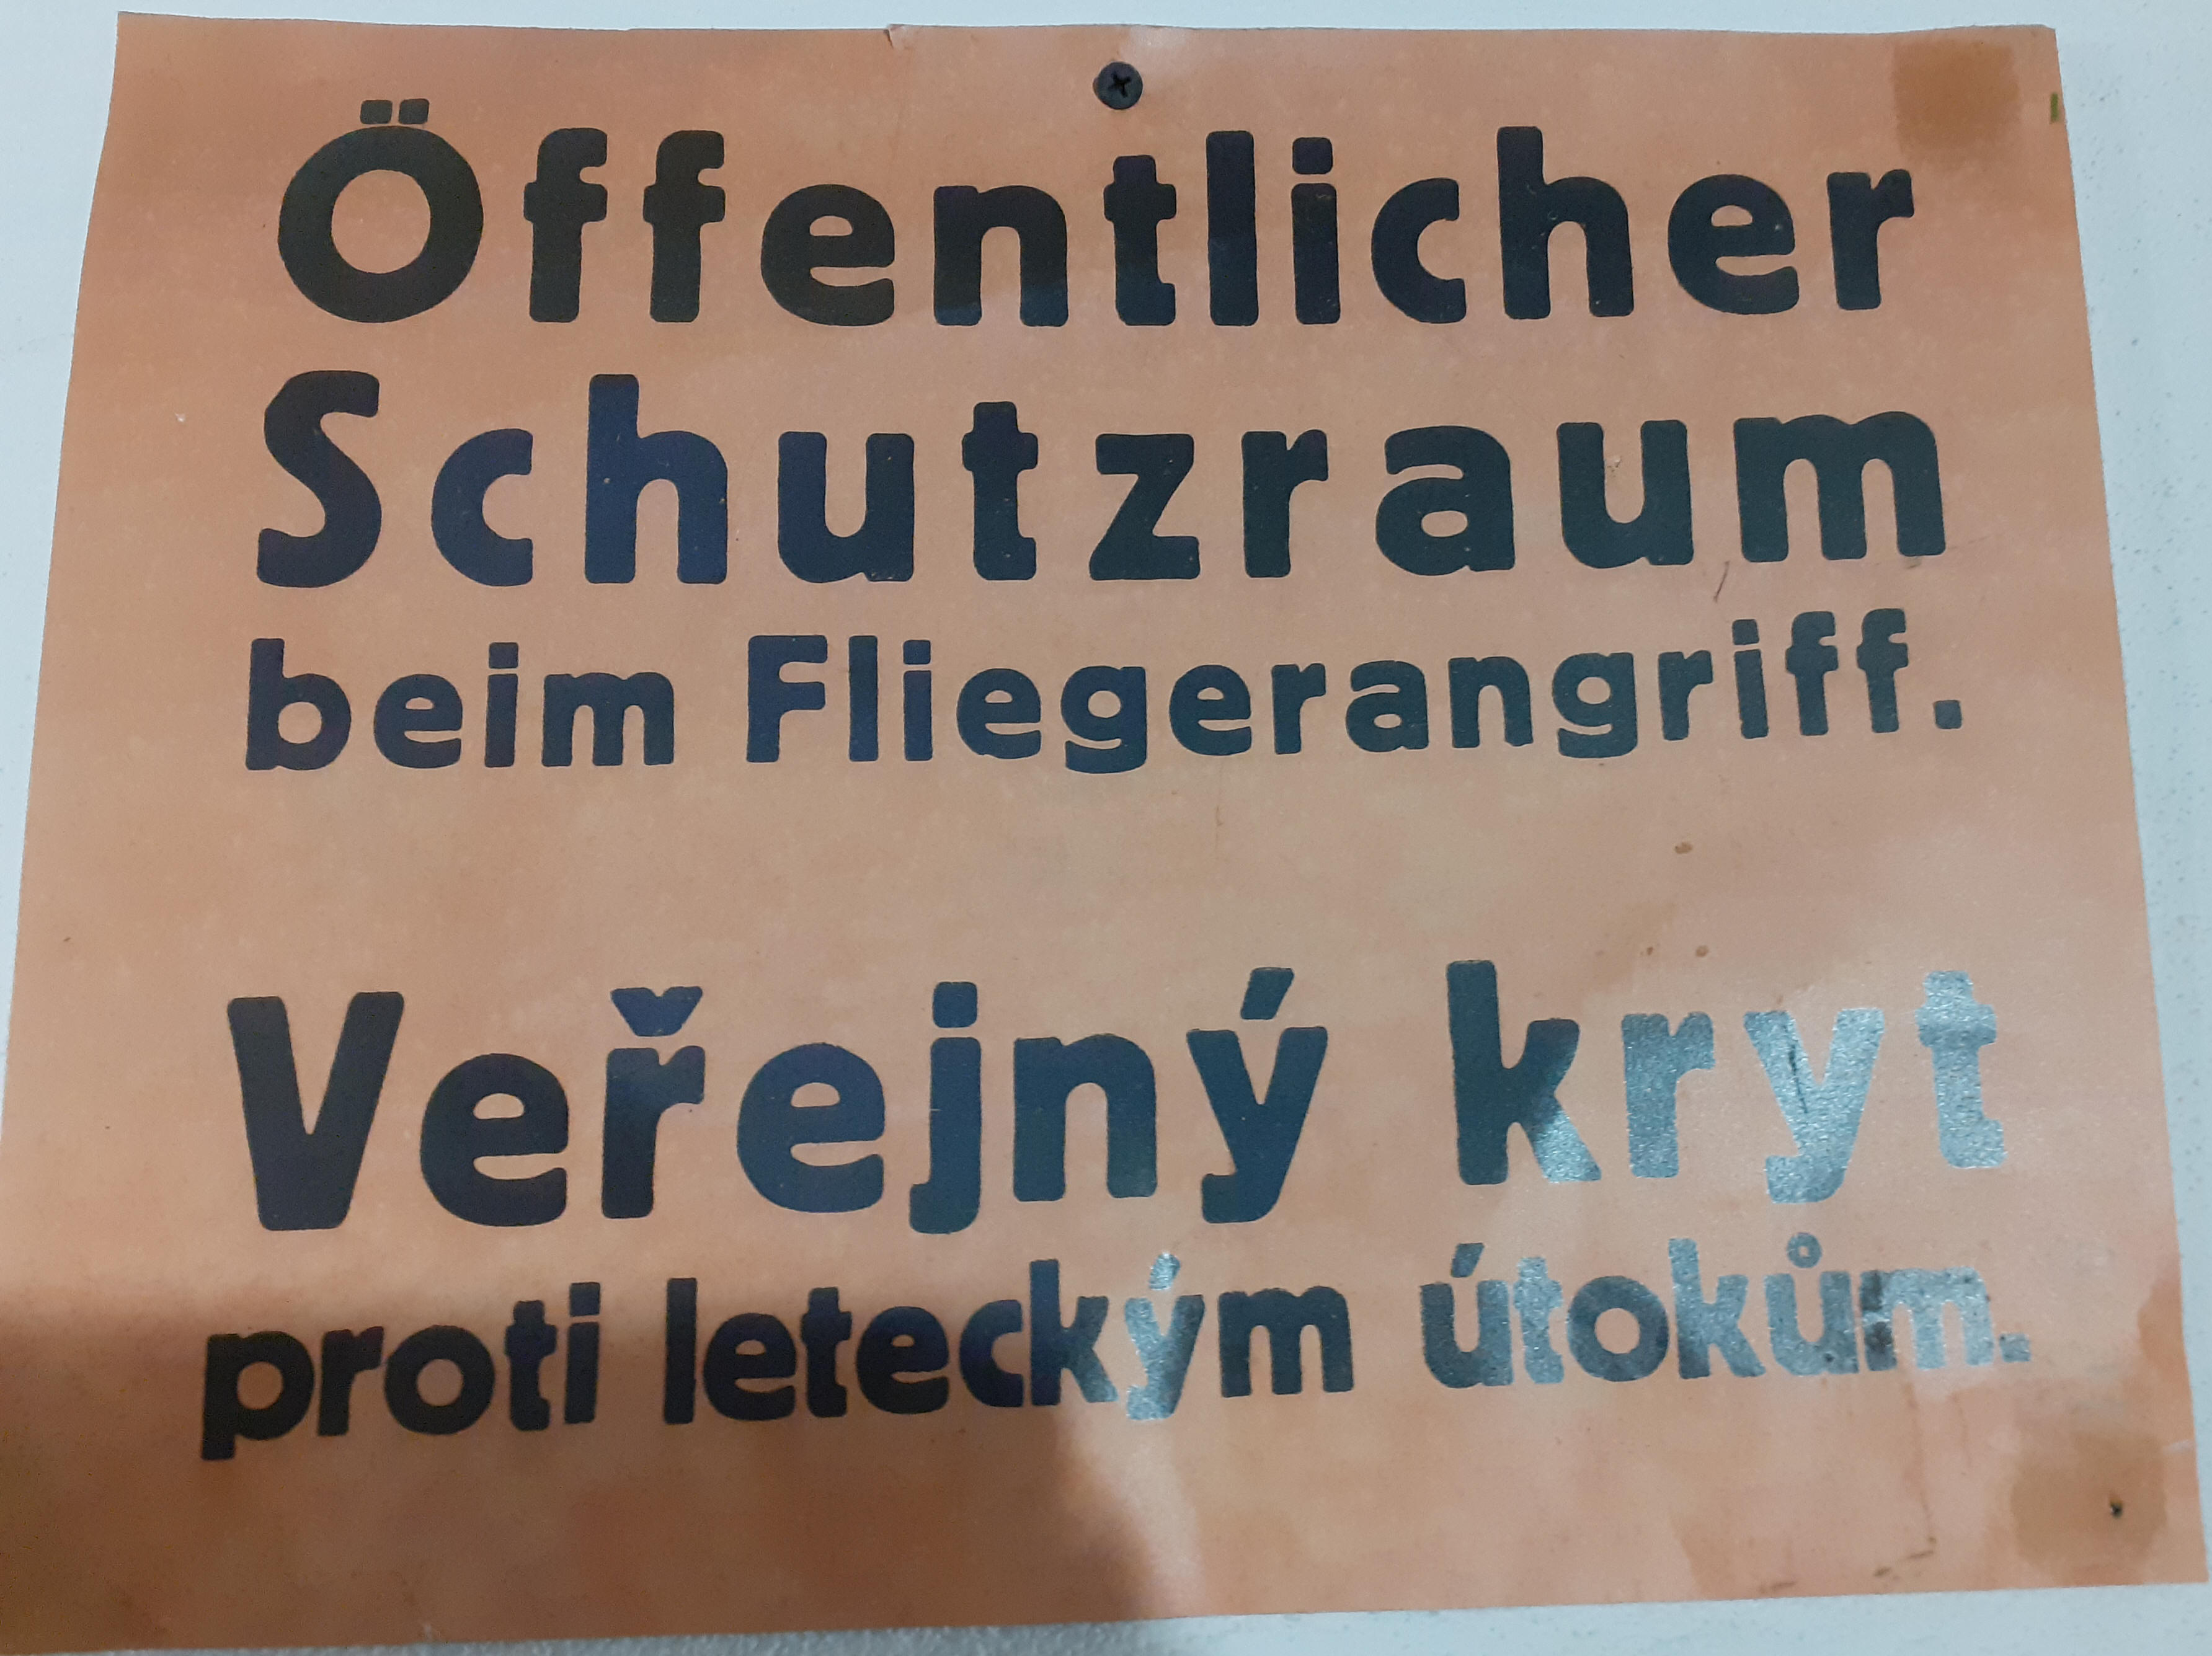 Öffentlicher
Schutzraum
beim Fliegerangriff.
Veřejný kryt
proti leteckým útokům.